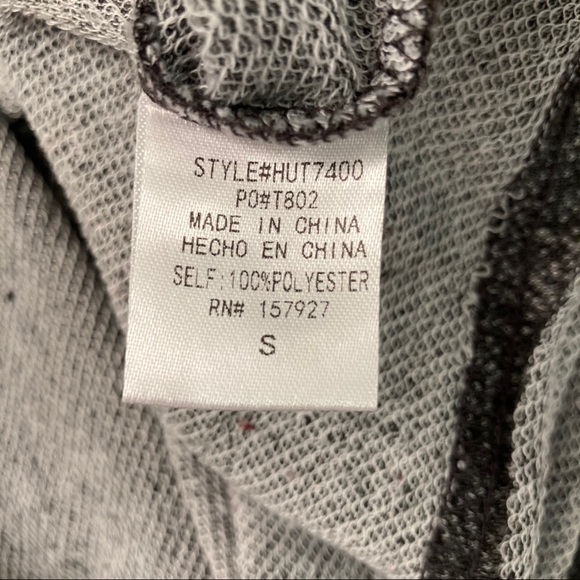 STYLE#HUT7400
PO#T802
MADE IN CHINA
HECHO EN CHINA
SELF:100%POLYESTER
RN# 157927
S